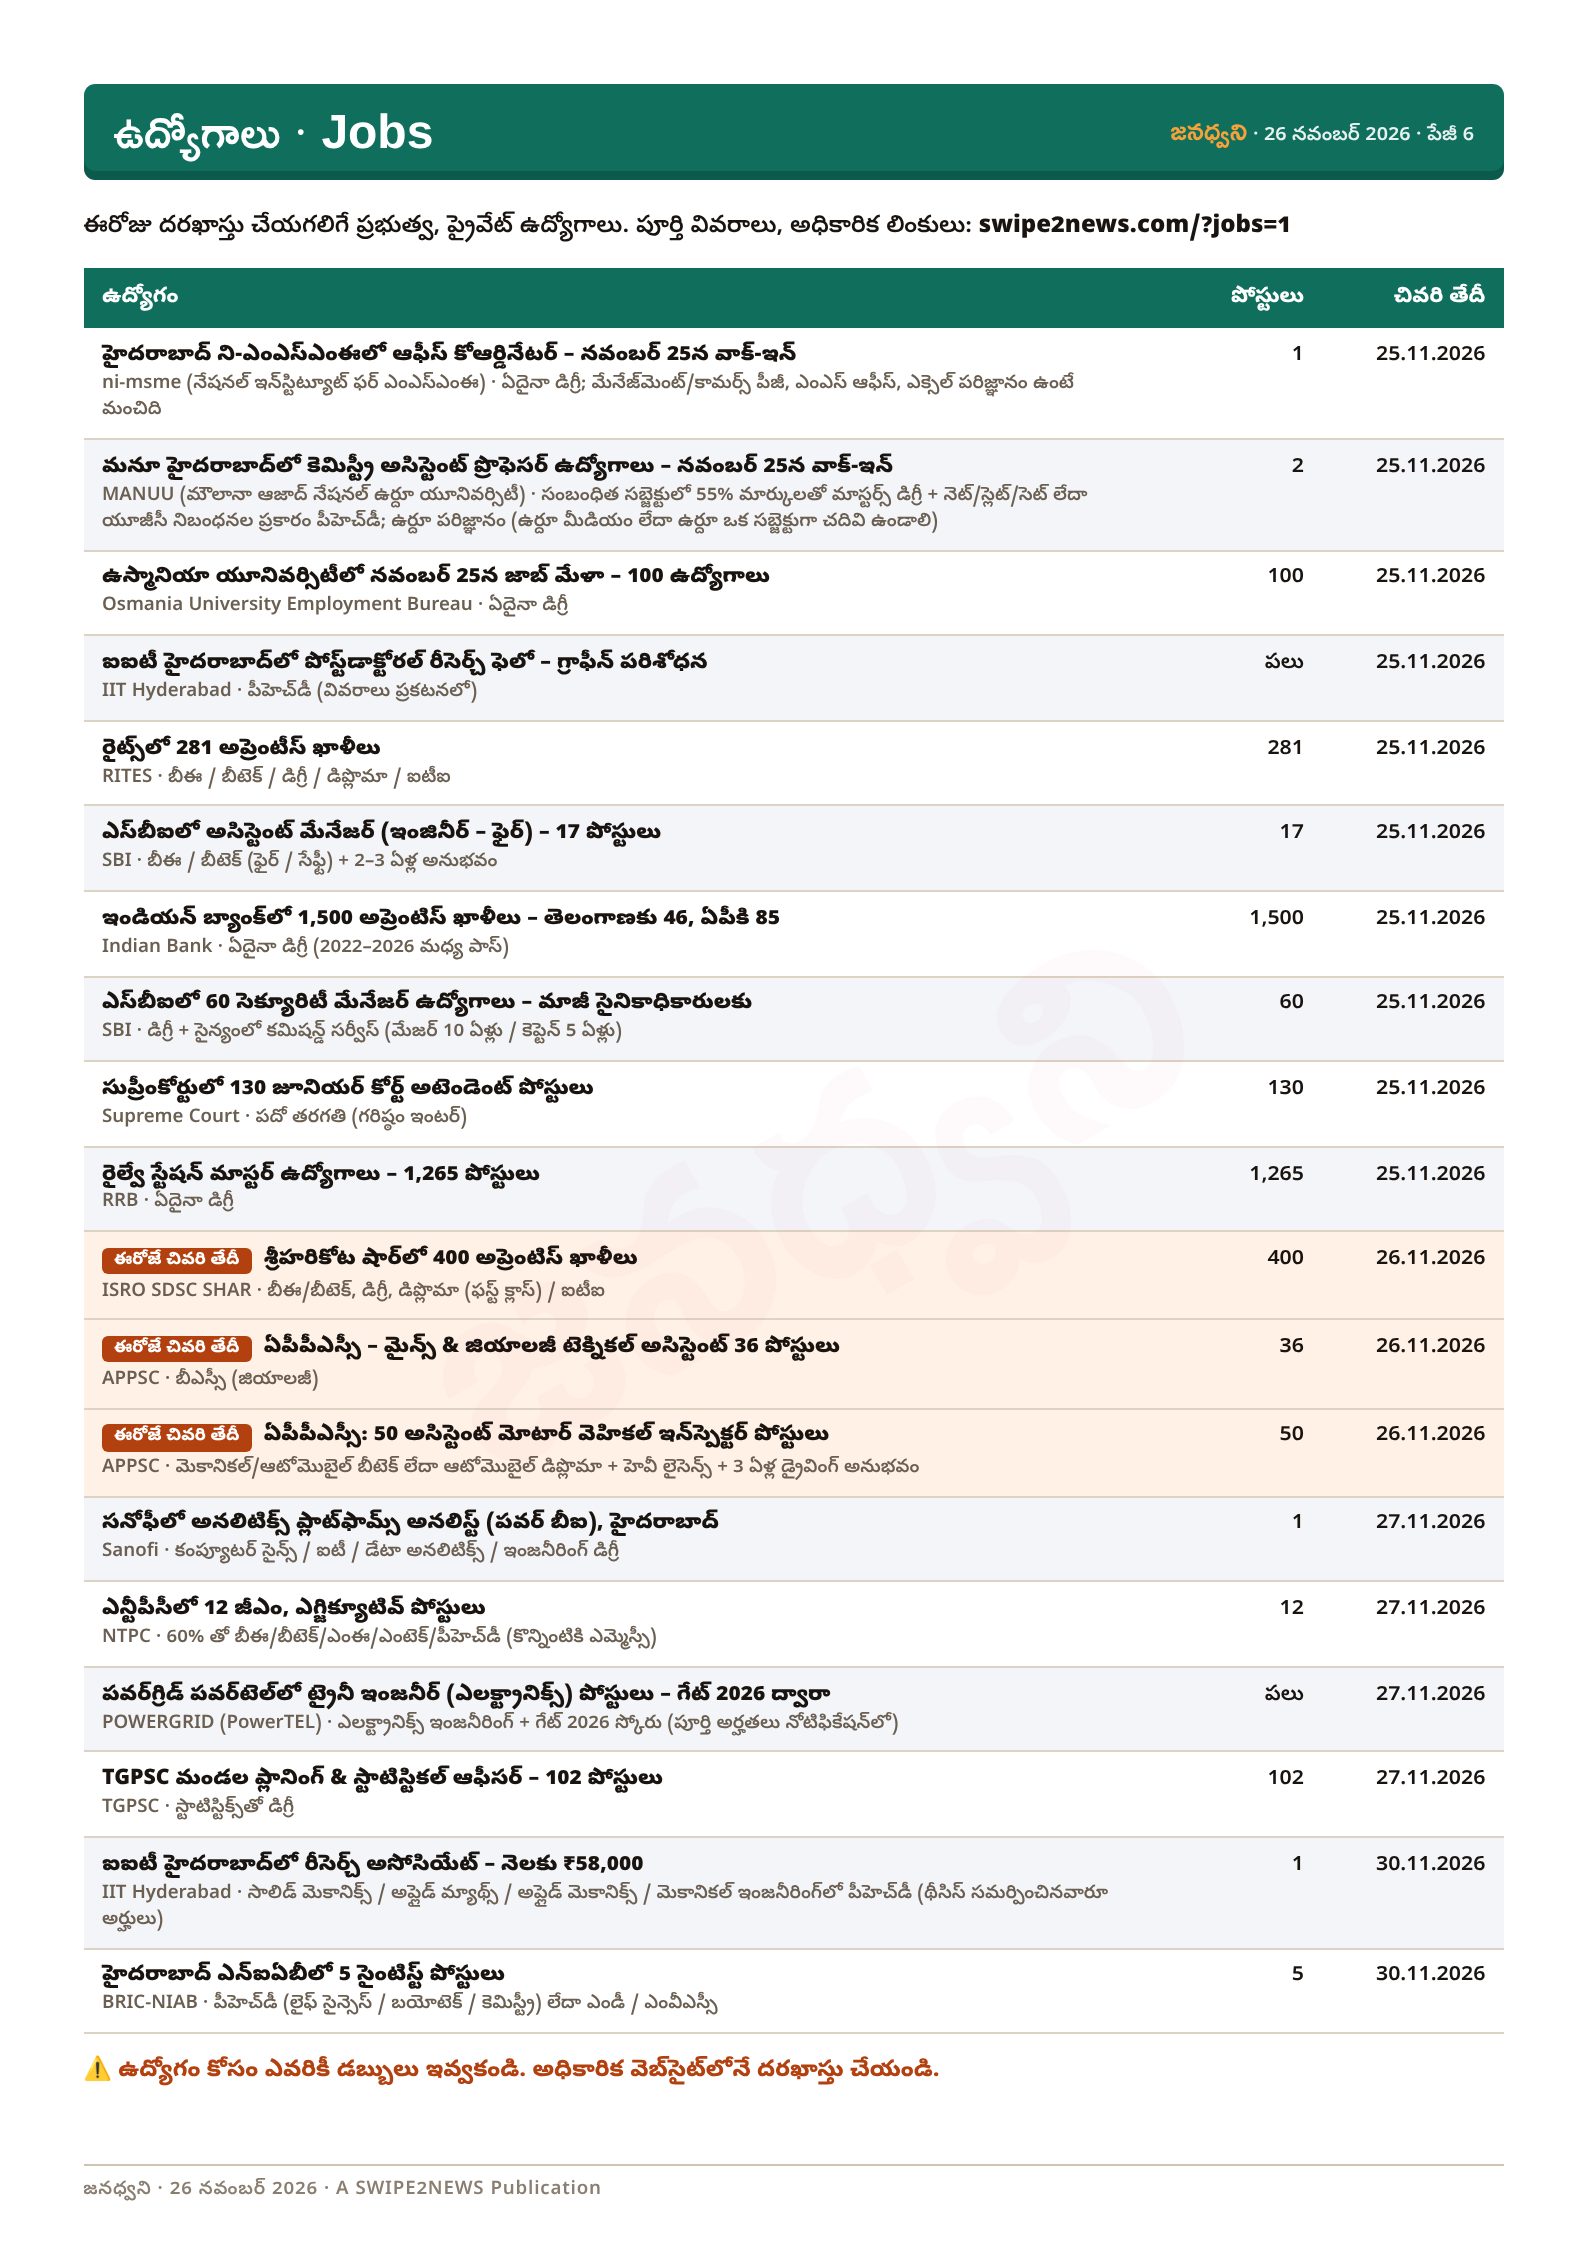 ఉద్యోగాలు · Jobs
జనధ్వని · 26 నవంబర్ 2026 · పేజీ 6
ఈరోజు దరఖాస్తు చేయగలిగే ప్రభుత్వ, ప్రైవేట్ ఉద్యోగాలు. పూర్తి వివరాలు, అధికారిక లింకులు: swipe2news.com/?jobs=1
ఉద్యోగం పోస్టులు చివరి తేదీ
హైదరాబాద్ ని-ఎంఎస్ఎంఈలో ఆఫీస్ కోఆర్డినేటర్ – నవంబర్ 25న వాక్-ఇన్ 1 25.11.2026
ni-msme (నేషనల్ ఇన్‌స్టిట్యూట్ ఫర్ ఎంఎస్ఎంఈ) · ఏదైనా డిగ్రీ; మేనేజ్‌మెంట్/కామర్స్ పీజీ, ఎంఎస్ ఆఫీస్, ఎక్సెల్ పరిజ్ఞానం ఉంటే
మంచిది
మనూ హైదరాబాద్‌లో కెమిస్ట్రీ అసిస్టెంట్ ప్రొఫెసర్ ఉద్యోగాలు – నవంబర్ 25న వాక్-ఇన్ 2 25.11.2026
MANUU (మౌలానా ఆజాద్ నేషనల్ ఉర్దూ యూనివర్సిటీ) · సంబంధిత సబ్జెక్టులో 55% మార్కులతో మాస్టర్స్ డిగ్రీ + నెట్/స్లెట్/సెట్ లేదా
యూజీసీ నిబంధనల ప్రకారం పీహెచ్‌డీ; ఉర్దూ పరిజ్ఞానం (ఉర్దూ మీడియం లేదా ఉర్దూ ఒక సబ్జెక్టుగా చదివి ఉండాలి)
ఉస్మానియా యూనివర్సిటీలో నవంబర్ 25న జాబ్ మేళా – 100 ఉద్యోగాలు 100 25.11.2026
Osmania University Employment Bureau · ఏదైనా డిగ్రీ
ఐఐటీ హైదరాబాద్‌లో పోస్ట్‌డాక్టోరల్ రీసెర్చ్ ఫెలో – గ్రాఫీన్ పరిశోధన పలు 25.11.2026
IIT Hyderabad · పీహెచ్‌డీ (వివరాలు ప్రకటనలో)
రైట్స్‌లో 281 అప్రెంటీస్ ఖాళీలు 281 25.11.2026
RITES · బీఈ / బీటెక్ / డిగ్రీ / డిప్లొమా / ఐటీఐ
ఎస్‌బీఐలో అసిస్టెంట్ మేనేజర్ (ఇంజినీర్ – ఫైర్) – 17 పోస్టులు 17 25.11.2026
SBI · బీఈ / బీటెక్ (ఫైర్ / సేఫ్టీ) + 2–3 ఏళ్ల అనుభవం
ఇండియన్ బ్యాంక్‌లో 1,500 అప్రెంటిస్ ఖాళీలు – తెలంగాణకు 46, ఏపీకి 85 1,500 25.11.2026
Indian Bank · ఏదైనా డిగ్రీ (2022–2026 మధ్య పాస్)
ఎస్‌బీఐలో 60 సెక్యూరిటీ మేనేజర్ ఉద్యోగాలు – మాజీ సైనికాధికారులకు 60 25.11.2026
SBI · డిగ్రీ + సైన్యంలో కమిషన్డ్ సర్వీస్ (మేజర్ 10 ఏళ్లు / కెప్టెన్ 5 ఏళ్లు)
సుప్రీంకోర్టులో 130 జూనియర్ కోర్ట్ అటెండెంట్ పోస్టులు 130 25.11.2026
Supreme Court · పదో తరగతి (గరిష్ఠం ఇంటర్)
రైల్వే స్టేషన్ మాస్టర్ ఉద్యోగాలు – 1,265 పోస్టులు 1,265 25.11.2026
RRB · ఏదైనా డిగ్రీ
ఈరోజే చివరి తేదీ శ్రీహరికోట షార్‌లో 400 అప్రెంటిస్ ఖాళీలు 400 26.11.2026
ISRO SDSC SHAR · బీఈ/బీటెక్, డిగ్రీ, డిప్లొమా (ఫస్ట్ క్లాస్) / ఐటీఐ
ఈరోజే చివరి తేదీ ఏపీపీఎస్సీ – మైన్స్ & జియాలజీ టెక్నికల్ అసిస్టెంట్ 36 పోస్టులు 36 26.11.2026
APPSC · బీఎస్సీ (జియాలజీ)
ఈరోజే చివరి తేదీ ఏపీపీఎస్సీ: 50 అసిస్టెంట్ మోటార్ వెహికల్ ఇన్‌స్పెక్టర్ పోస్టులు 50 26.11.2026
APPSC · మెకానికల్/ఆటోమొబైల్ బీటెక్ లేదా ఆటోమొబైల్ డిప్లొమా + హెవీ లైసెన్స్ + 3 ఏళ్ల డ్రైవింగ్ అనుభవం
సనోఫీలో అనలిటిక్స్ ప్లాట్‌ఫామ్స్ అనలిస్ట్ (పవర్ బీఐ), హైదరాబాద్ 1 27.11.2026
Sanofi · కంప్యూటర్ సైన్స్ / ఐటీ / డేటా అనలిటిక్స్ / ఇంజనీరింగ్ డిగ్రీ
ఎన్టీపీసీలో 12 జీఎం, ఎగ్జిక్యూటివ్ పోస్టులు 12 27.11.2026
NTPC · 60% తో బీఈ/బీటెక్/ఎంఈ/ఎంటెక్/పీహెచ్‌డీ (కొన్నింటికి ఎమ్మెస్సీ)
పవర్‌గ్రిడ్ పవర్‌టెల్‌లో ట్రైనీ ఇంజనీర్ (ఎలక్ట్రానిక్స్) పోస్టులు – గేట్ 2026 ద్వారా పలు 27.11.2026
POWERGRID (PowerTEL) · ఎలక్ట్రానిక్స్ ఇంజనీరింగ్ + గేట్ 2026 స్కోరు (పూర్తి అర్హతలు నోటిఫికేషన్‌లో)
TGPSC మండల ప్లానింగ్ & స్టాటిస్టికల్ ఆఫీసర్ – 102 పోస్టులు 102 27.11.2026
TGPSC · స్టాటిస్టిక్స్‌తో డిగ్రీ
ఐఐటీ హైదరాబాద్‌లో రీసెర్చ్ అసోసియేట్ – నెలకు ₹58,000 1 30.11.2026
IIT Hyderabad · సాలిడ్ మెకానిక్స్ / అప్లైడ్ మ్యాథ్స్ / అప్లైడ్ మెకానిక్స్ / మెకానికల్ ఇంజనీరింగ్‌లో పీహెచ్‌డీ (థీసిస్ సమర్పించినవారూ
అర్హులు)
హైదరాబాద్ ఎన్ఐఏబీలో 5 సైంటిస్ట్ పోస్టులు 5 30.11.2026
BRIC-NIAB · పీహెచ్‌డీ (లైఫ్ సైన్సెస్ / బయోటెక్ / కెమిస్ట్రీ) లేదా ఎండీ / ఎంవీఎస్సీ
⚠️ ఉద్యోగం కోసం ఎవరికీ డబ్బులు ఇవ్వకండి. అధికారిక వెబ్‌సైట్‌లోనే దరఖాస్తు చేయండి.
జనధ్వని · 26 నవంబర్ 2026 · A SWIPE2NEWS Publication
జనధ్వని